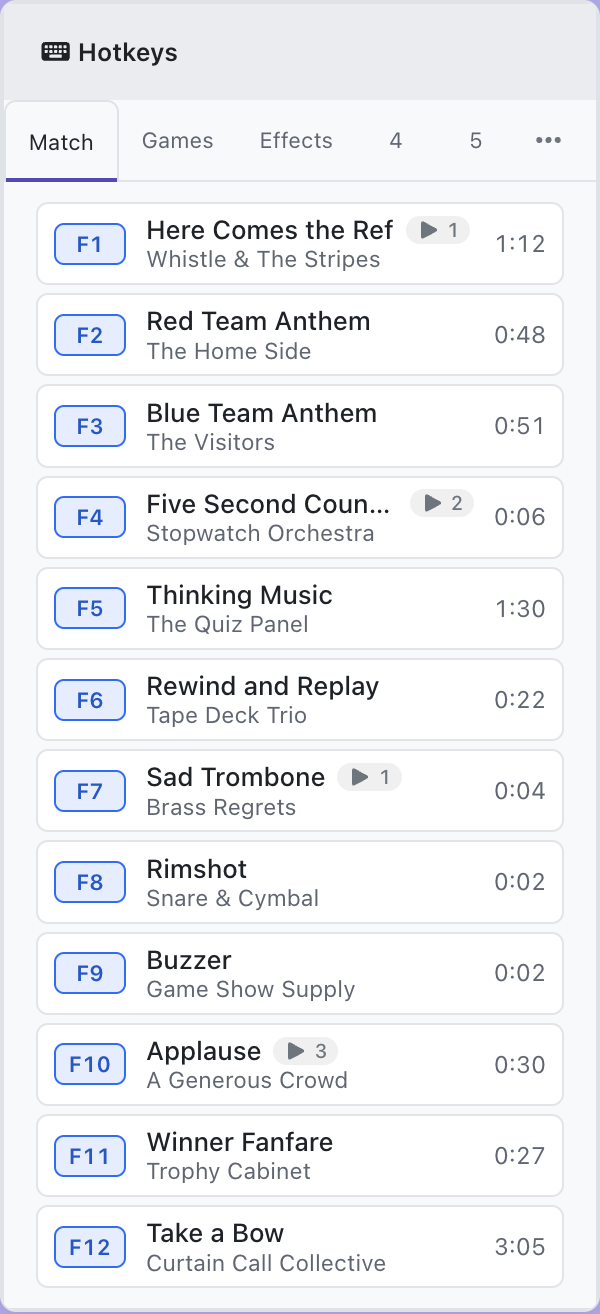 Hotkeys
Match Games Effects 4 5 •••
F1 Here Comes the Ref 1 1:12
Whistle & The Stripes
F2 Red Team Anthem 0:48
The Home Side
F3 Blue Team Anthem 0:51
The Visitors
F4 Five Second Coun... 2 0:06
Stopwatch Orchestra
F5 Thinking Music 1:30
The Quiz Panel
F6 Rewind and Replay 0:22
Tape Deck Trio
F7 Sad Trombone 1 0:04
Brass Regrets
F8 Rimshot 0:02
Snare & Cymbal
F9 Buzzer 0:02
Game Show Supply
F10 Applause 3 0:30
A Generous Crowd
F11 Winner Fanfare 0:27
Trophy Cabinet
F12 Take a Bow 3:05
Curtain Call Collective